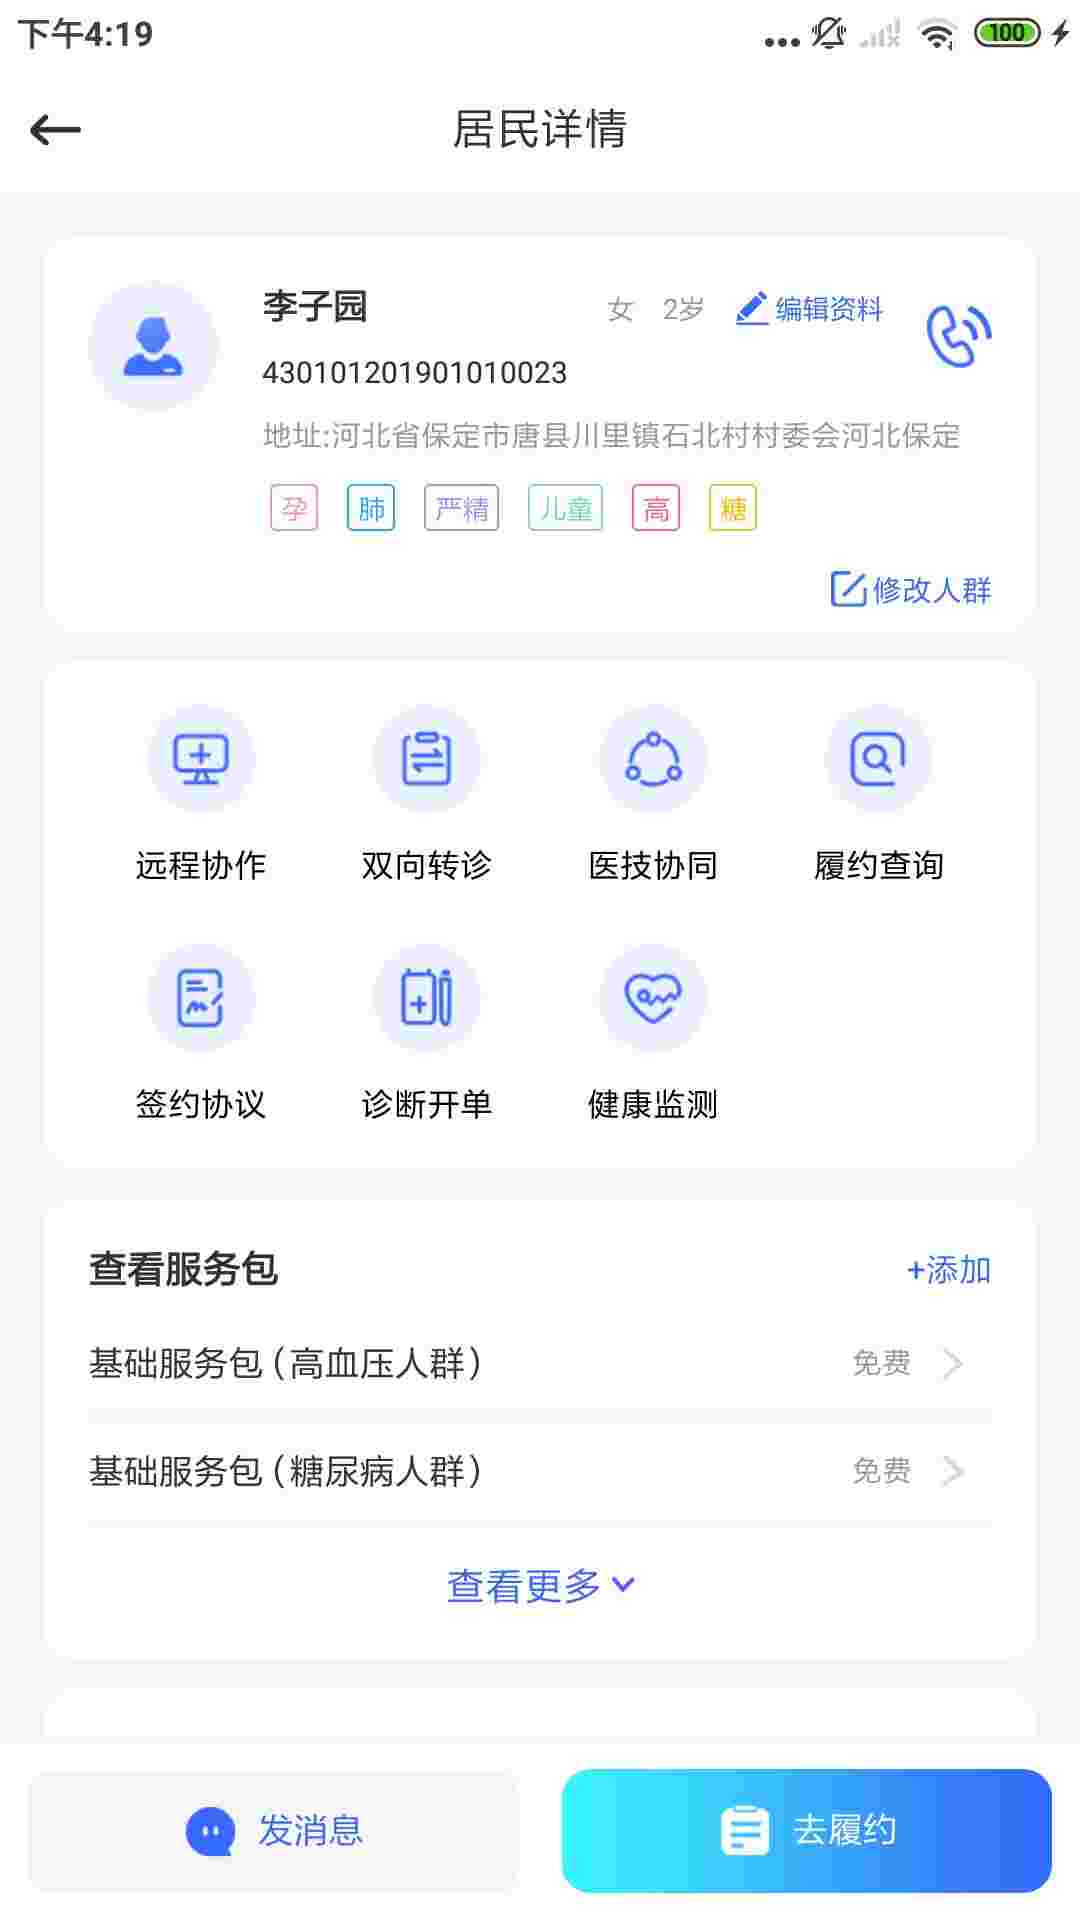 下午4:19
100
居民详情
李子园 女 2岁 编辑资料
430101201901010023
地址:河北省保定市唐县川里镇石北村村委会河北保定
孕 肺 严精 儿童 高 糖
修改人群
远程协作 双向转诊 医技协同 履约查询
签约协议 诊断开单 健康监测
查看服务包 +添加
基础服务包(高血压人群) 免费
基础服务包(糖尿病人群) 免费
查看更多
发消息 去履约